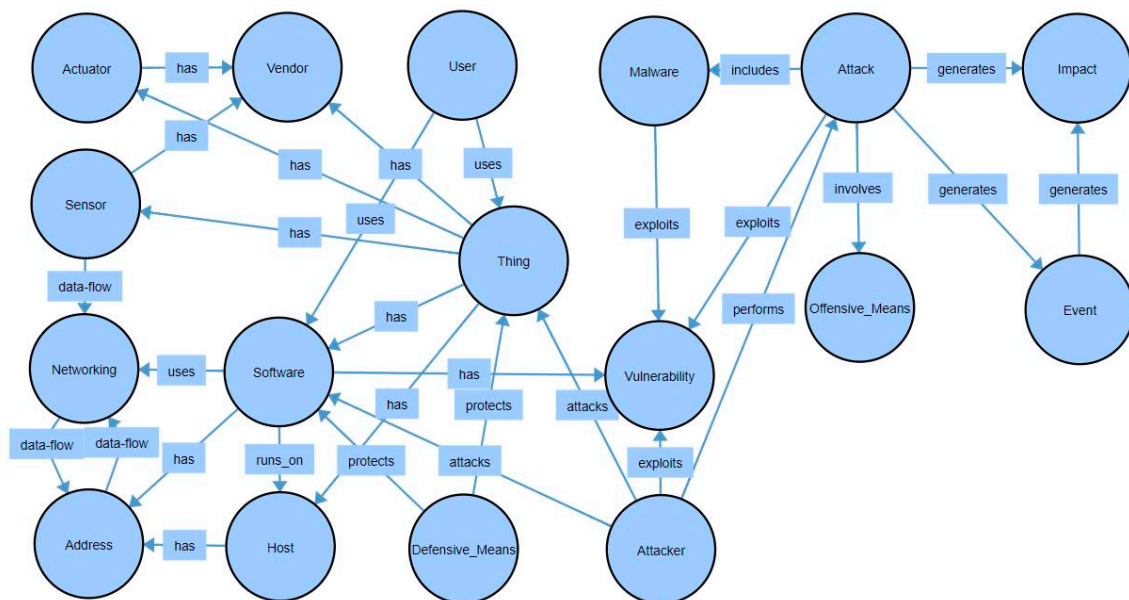 Actuator
has
Vendor
User
Malware
includes
Attack
generates
Impact
has
has
has
uses
Sensor
uses
involves
generates
generates
has
exploits
exploits
Thing
data-flow
Offensive_Means
performs
Event
has
Networking
uses
Software
has
Vulnerability
has
protects
attacks
data-flow
data-flow
has
runs_on
protects
attacks
exploits
Address
has
Host
Defensive_Means
Attacker